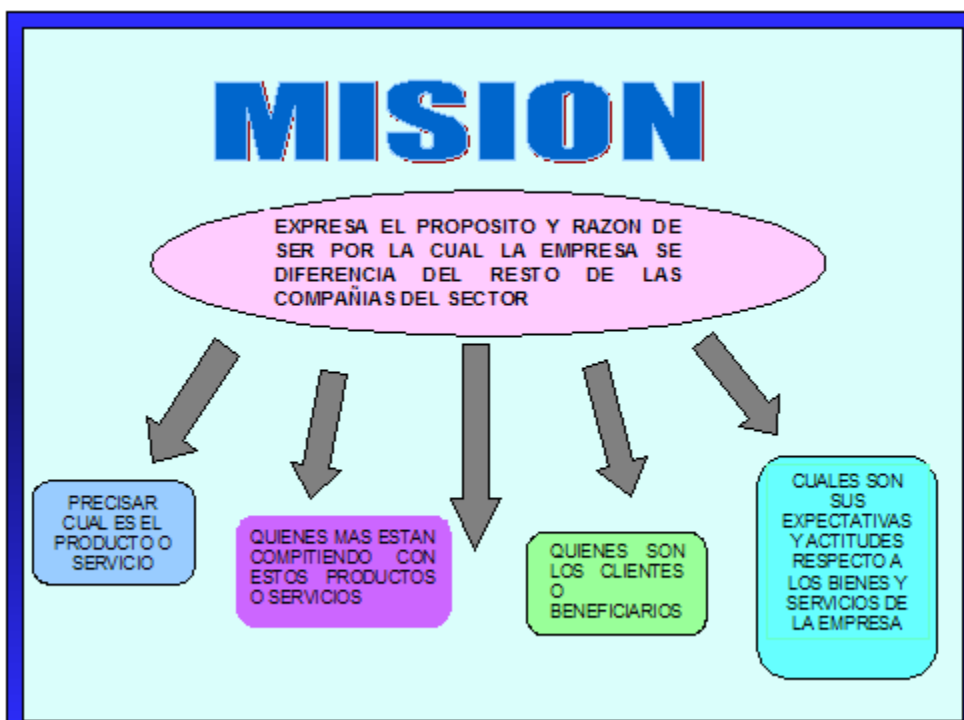 MISION
EXPRESA EL PROPOSITO Y RAZON DE
SER POR LA CUAL LA EMPRESA SE
DIFERENCIA DEL RESTO DE LAS
COMPAÑIAS DEL SECTOR
PRECISAR
CUAL ES EL
PRODUCTO O
SERVICIO
QUIENES MAS ESTAN
COMPITIENDO CON
ESTOS PRODUCTOS
O SERVICIOS
QUIENES SON
LOS CLIENTES
O
BENEFICIARIOS
CUALES SON
SUS
EXPECTATIVAS
Y ACTITUDES
RESPECTO A
LOS BIENES Y
SERVICIOS DE
LA EMPRESA